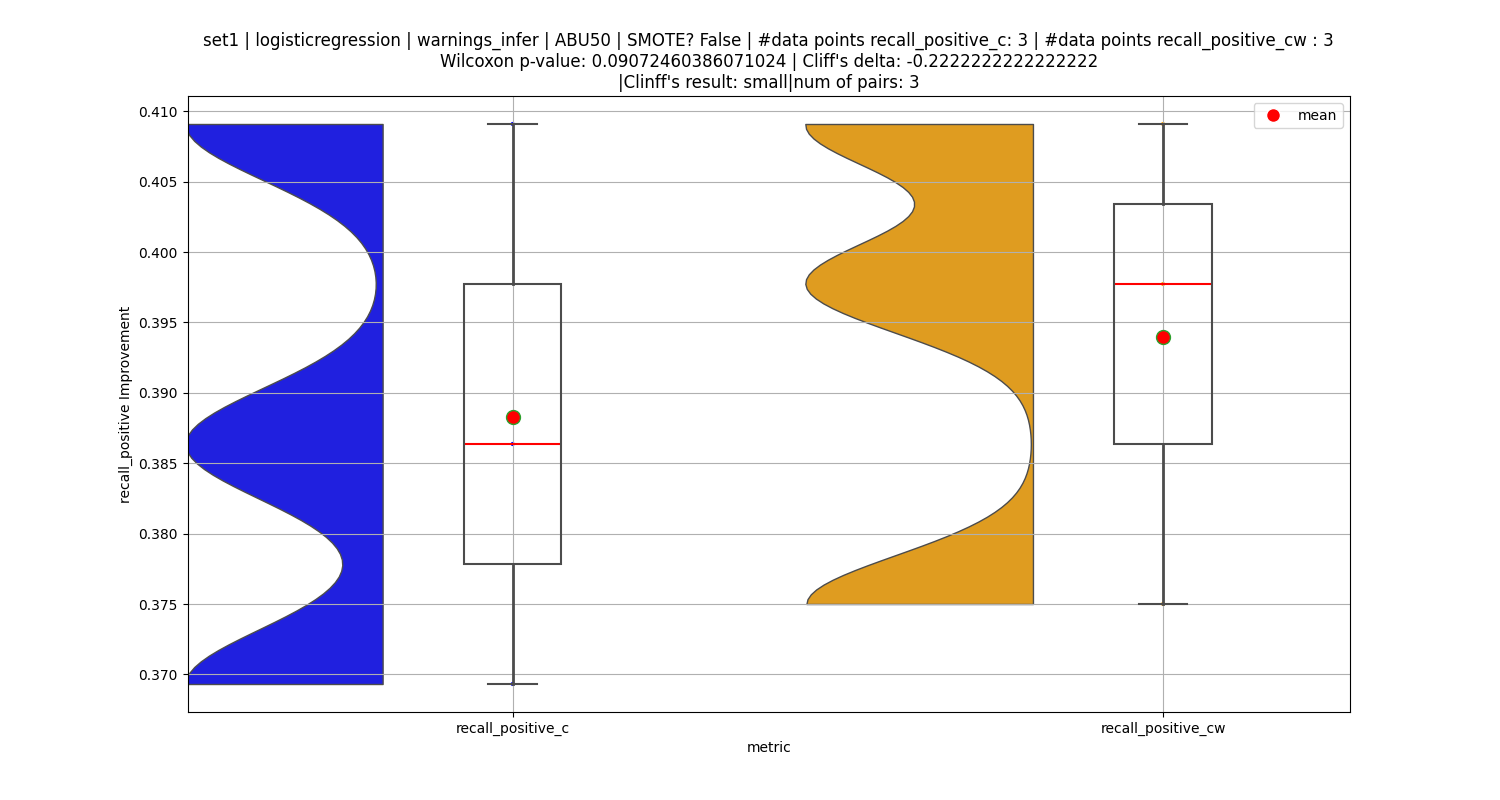 set1 | logisticregression | warnings_infer | ABU50 | SMOTE? False | #data points recall_positive_c: 3 | #data points recall_positive_cw : 3
Wilcoxon p-value: 0.09072460386071024 | Cliff's delta: -0.2222222222222222
|Clinff's result: small|num of pairs: 3
mean
0.410
0.405
0.400
0.395
0.390
0.385
0.380
0.375
0.370
recall_positive Improvement
recall_positive_c
recall_positive_cw
metric